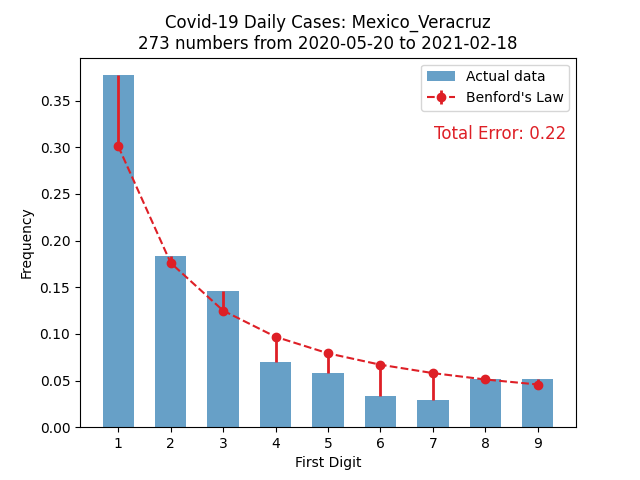 Covid-19 Daily Cases: Mexico_Veracruz
273 numbers from 2020-05-20 to 2021-02-18
Actual data
Benford's Law
Total Error: 0.22
Frequency
0.35
0.30
0.25
0.20
0.15
0.10
0.05
0.00
1 2 3 4 5 6 7 8 9
First Digit